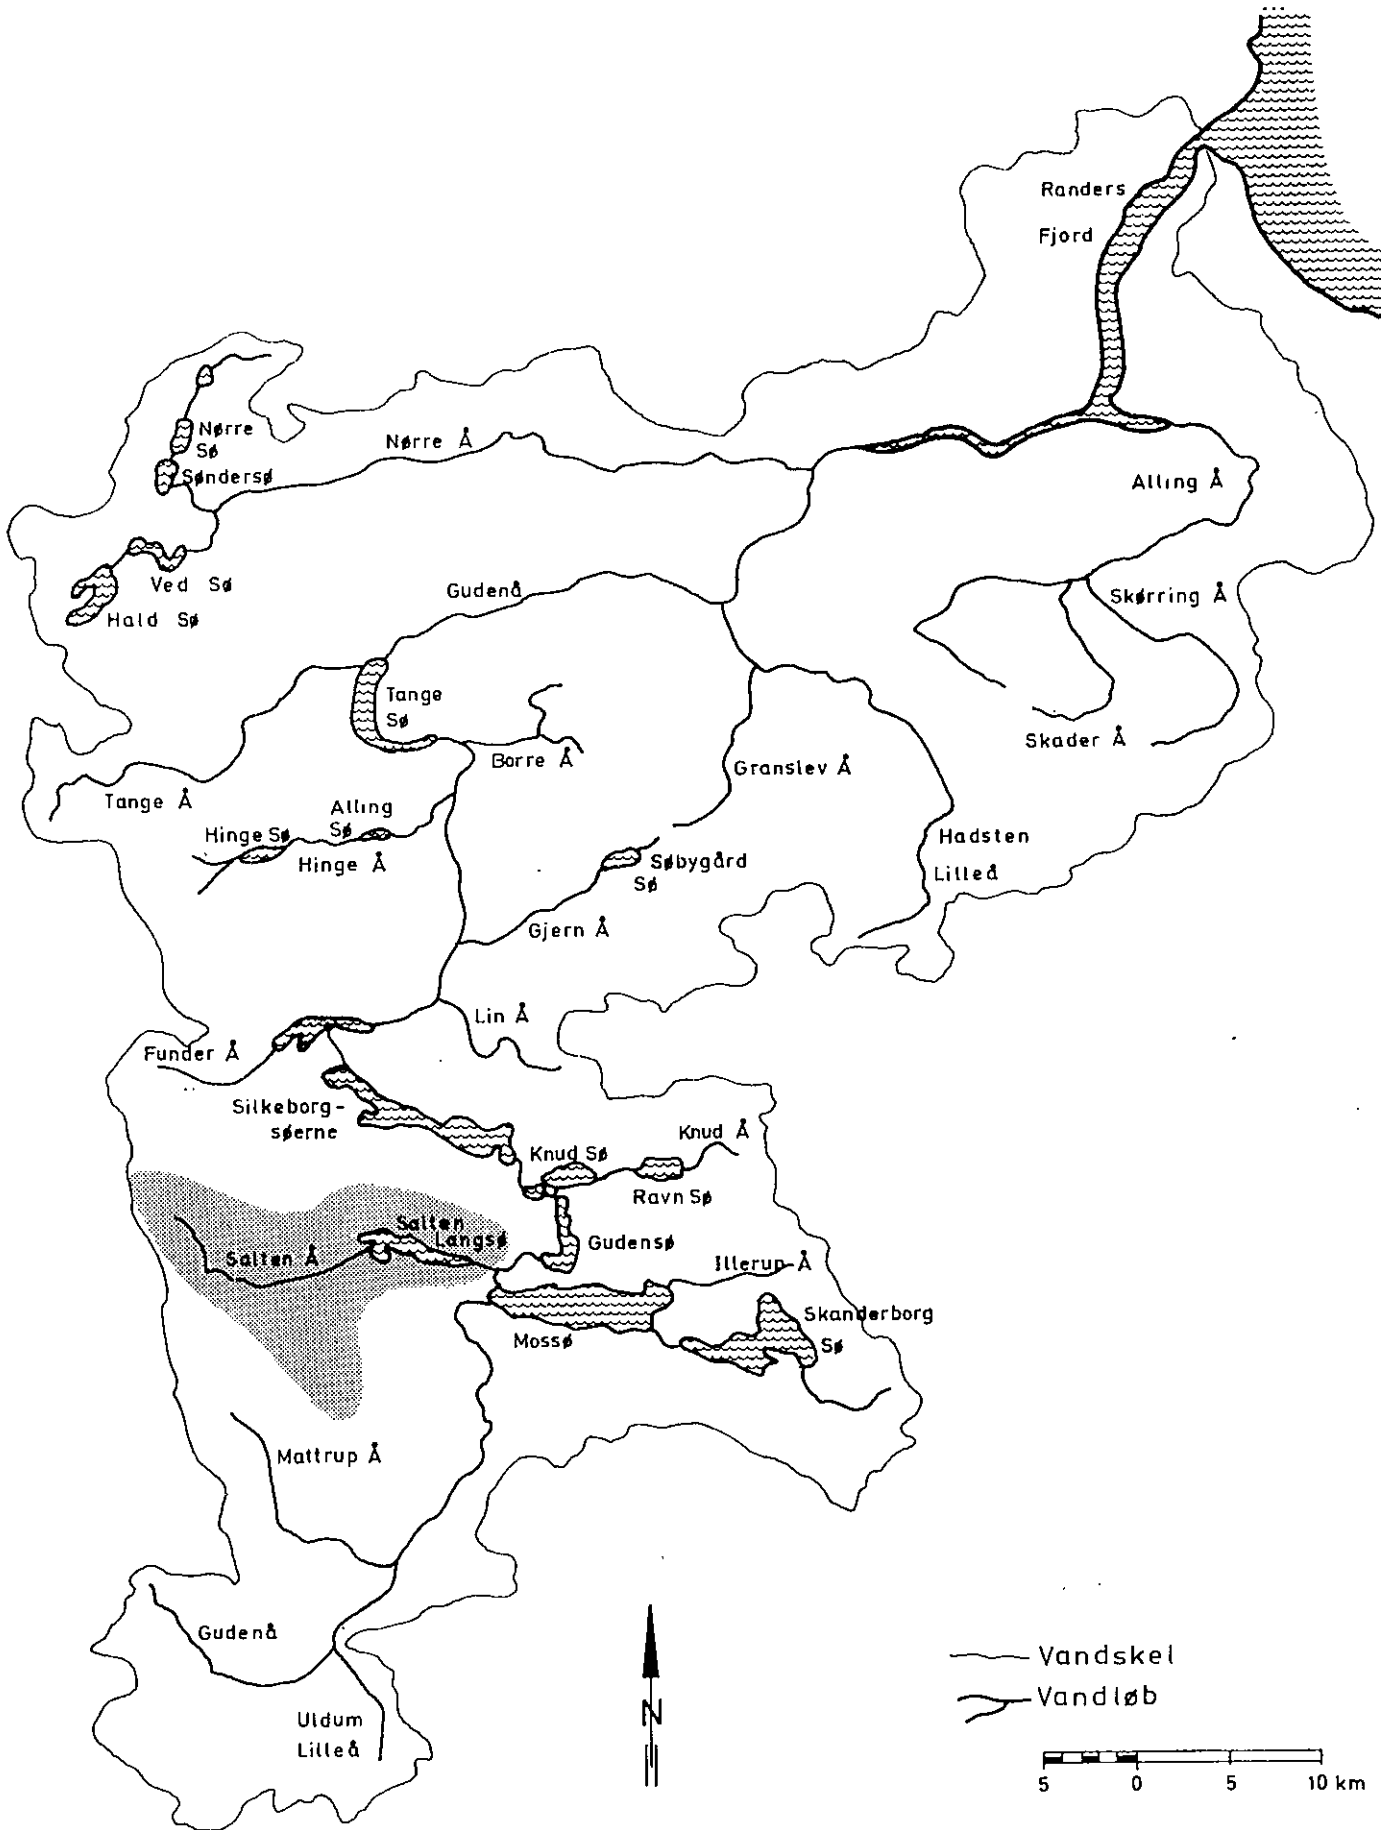 Randers
Fjord
Nørre
Sø
Nørre Å
Søndersø
Alling Å
Ved Sø
Gudenå
Skørring Å
Hald Sø
Tange
Sø
Skader Å
Borre Å
Granslev Å
Tange Å
Alling
Sø
Hinge Sø
Hinge Å
Hadsten
Lilleå
Søbygård
Sø
Gjern Å
Lin Å
Funder Å
Silkeborg-
søerne
Knud Å
Knud Sø
Ravn Sø
Salten
Langsø
Salten Å
Gudensø
Illerup Å
Skanderborg
Sø
Mossø
Mattrup Å
Gudenå
Uldum
Lilleå
N
Vandskel
Vandløb
5 0 5 10 km